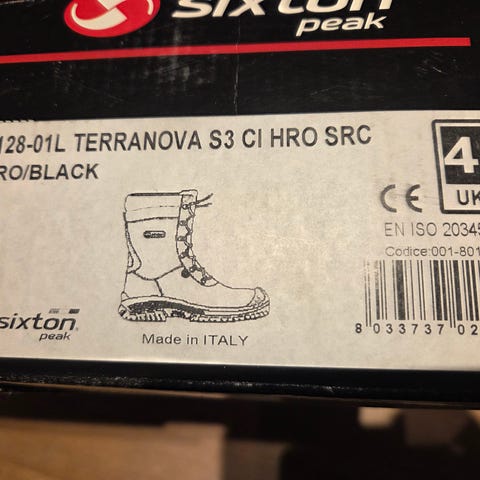 sixton
peak
128-01L TERRANOVA S3 CI HRO SRC
RO/BLACK
4
UK
CE
EN ISO 20345
Codice:001-801
8 033737 02
sixton
peak
Made in ITALY